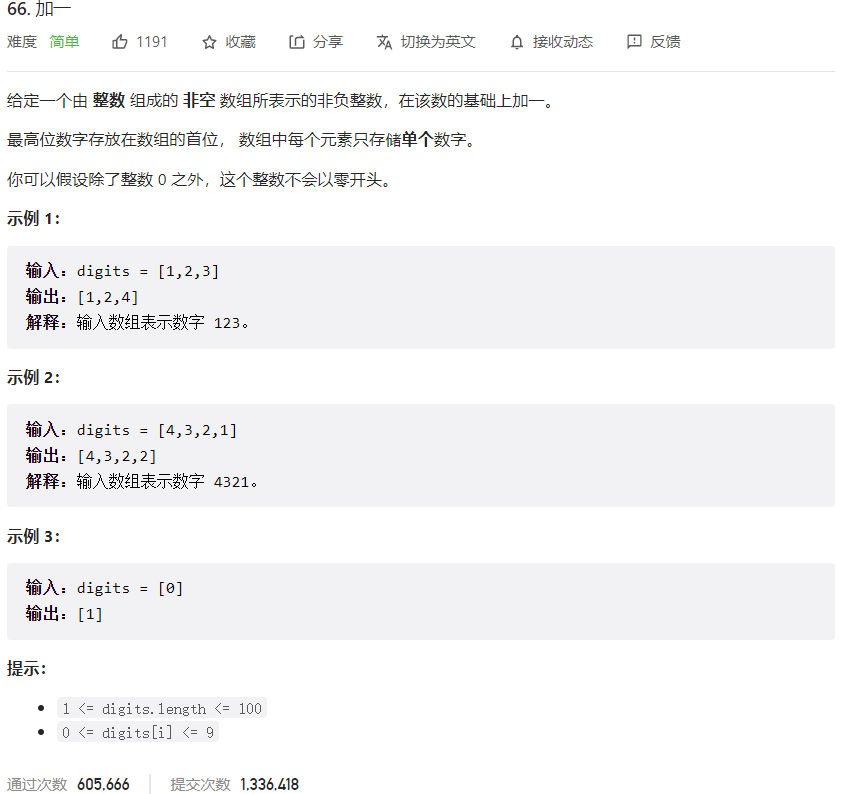 66. 加一
难度 简单 1191 收藏 分享 切换为英文 接收动态 反馈
给定一个由 整数 组成的 非空 数组所表示的非负整数，在该数的基础上加一。
最高位数字存放在数组的首位， 数组中每个元素只存储单个数字。
你可以假设除了整数 0 之外，这个整数不会以零开头。
示例 1：
输入：digits = [1,2,3]
输出：[1,2,4]
解释：输入数组表示数字 123。
示例 2：
输入：digits = [4,3,2,1]
输出：[4,3,2,2]
解释：输入数组表示数字 4321。
示例 3：
输入：digits = [0]
输出：[1]
提示：
1 <= digits.length <= 100
0 <= digits[i] <= 9
通过次数 605,666 提交次数 1,336,418